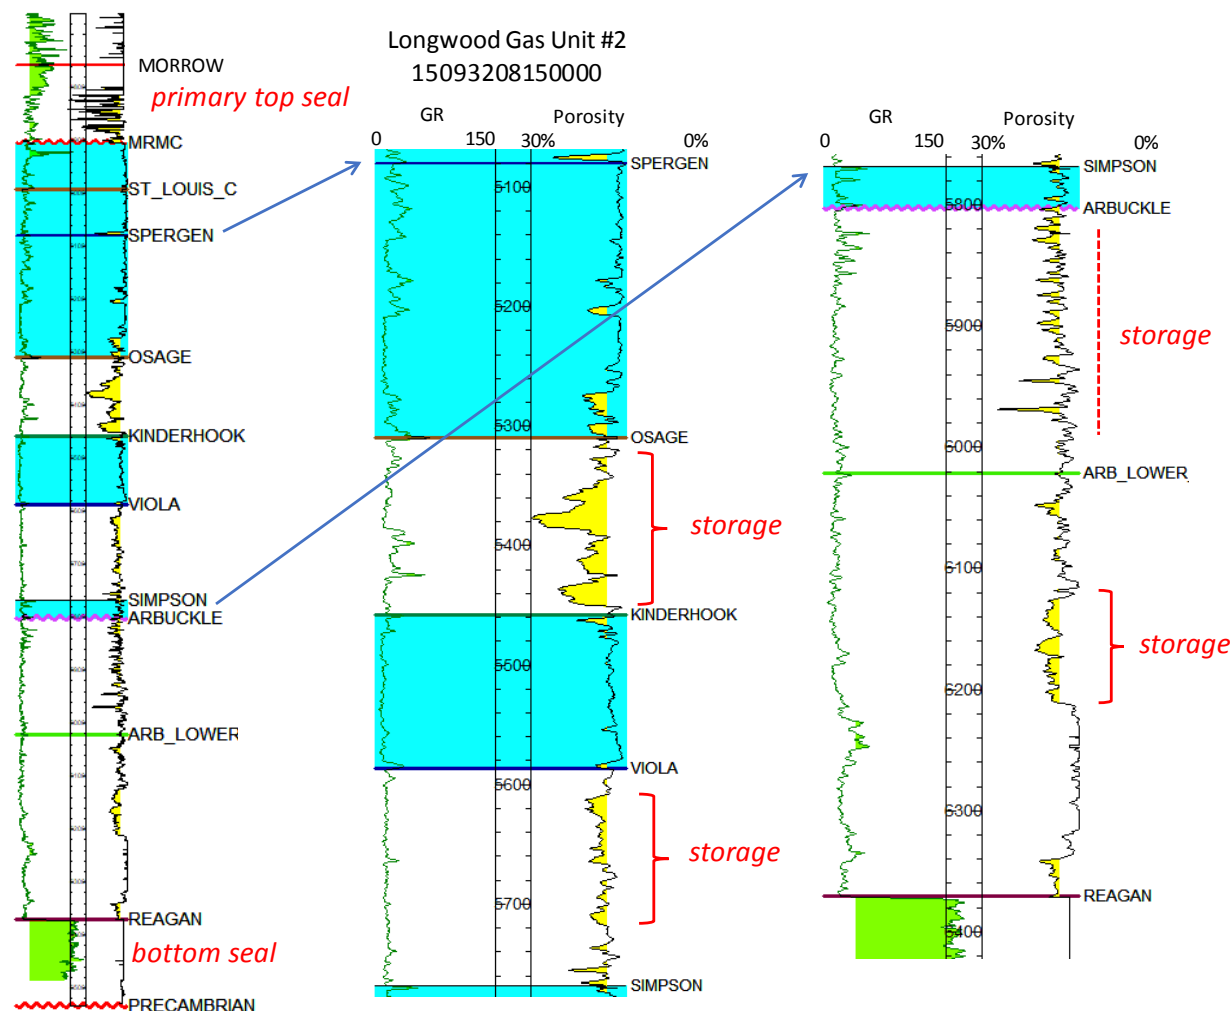 Longwood Gas Unit #2
15093208150000
MORROW
primary top seal
MRMC
ST_LOUIS_C
SPERGEN
OSAGE
KINDERHOOK
VIOLA
SIMPSON
ARBUCKLE
ARB_LOWER
REAGAN
bottom seal
PRECAMBRIAN
GR Porosity
0 150 30% 0%
SPERGEN
5100
5200
5300
OSAGE
storage
5400
KINDERHOOK
5500
VIOLA
5600
storage
5700
SIMPSON
GR Porosity
0 150 30% 0%
SIMPSON
5800
ARBUCKLE
5900
storage
6000
ARB_LOWER
6100
storage
6200
6300
REAGAN
6400